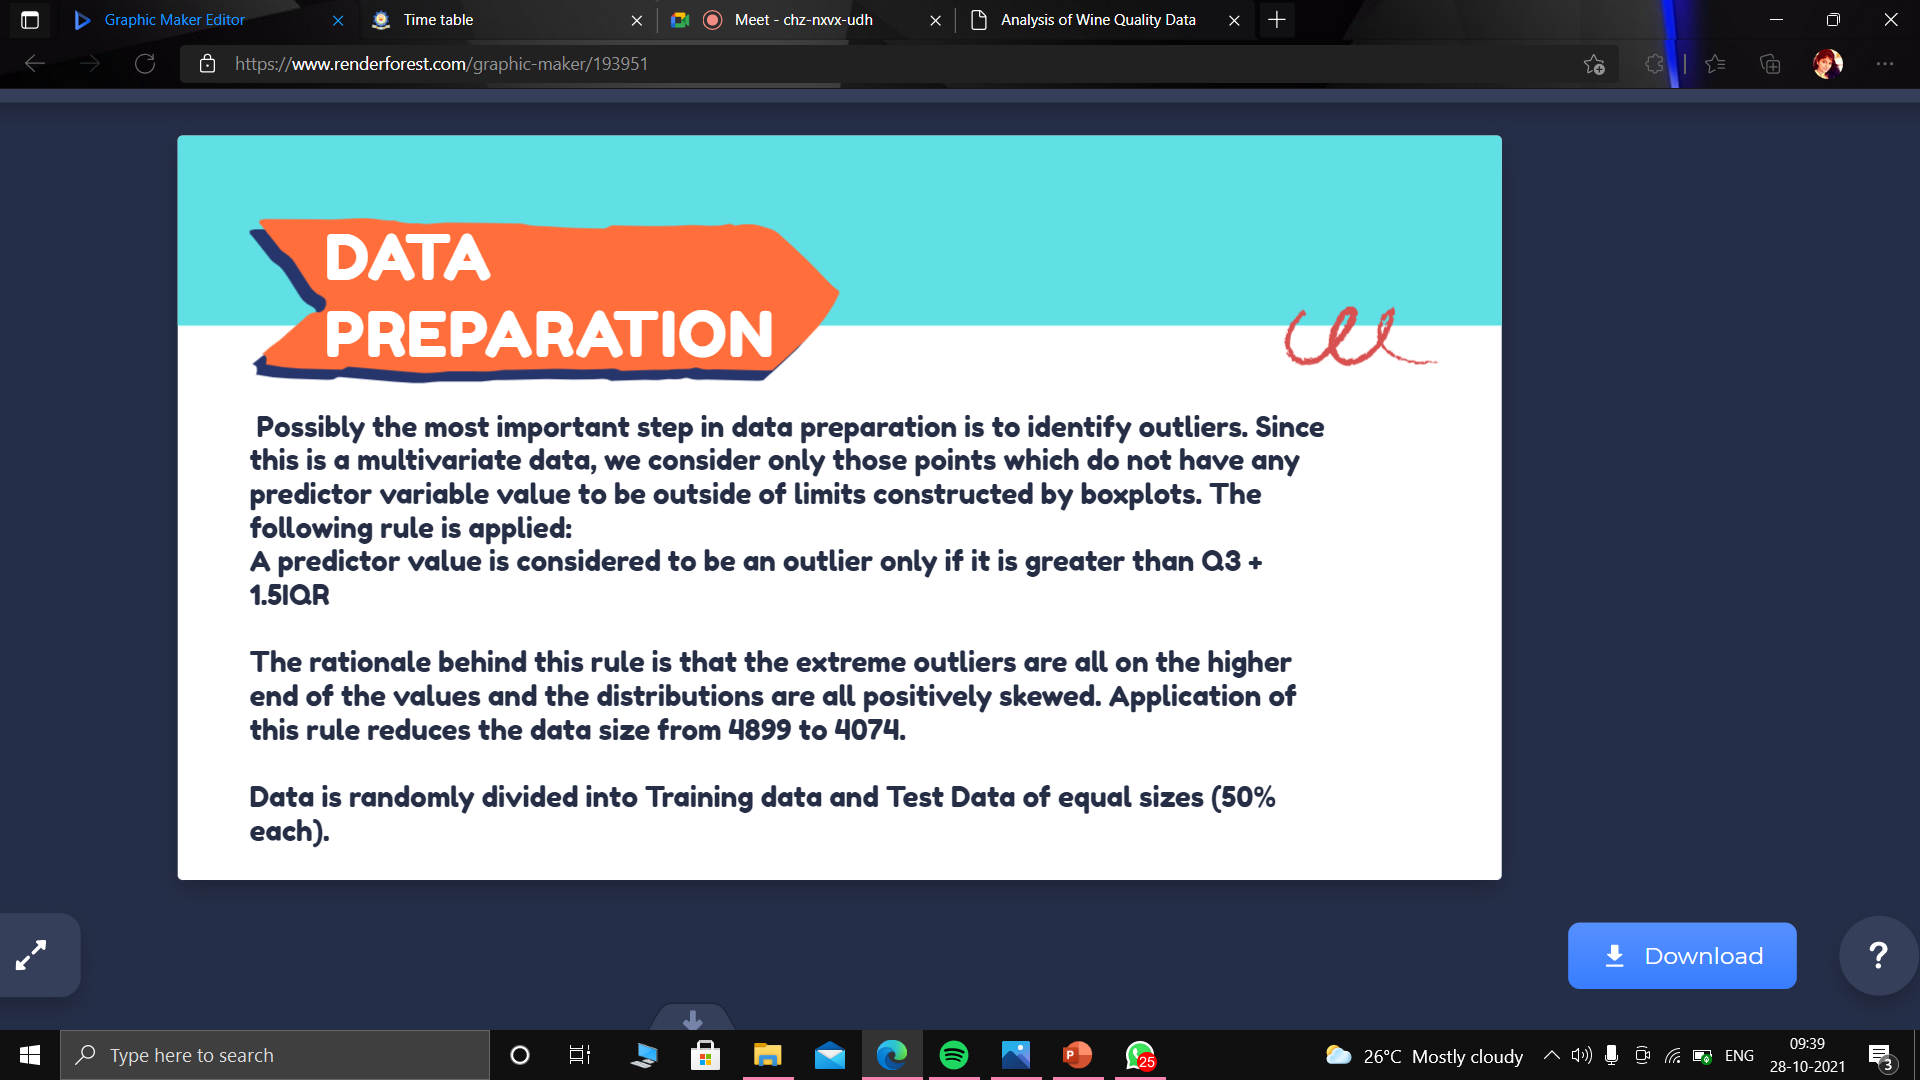 Graphic Maker Editor
Time table
Meet - chz-nxvx-udh
Analysis of Wine Quality Data
https://www.renderforest.com/graphic-maker/193951
DATA
PREPARATION
Possibly the most important step in data preparation is to identify outliers. Since
this is a multivariate data, we consider only those points which do not have any
predictor variable value to be outside of limits constructed by boxplots. The
following rule is applied:
A predictor value is considered to be an outlier only if it is greater than Q3 +
1.5IQR
The rationale behind this rule is that the extreme outliers are all on the higher
end of the values and the distributions are all positively skewed. Application of
this rule reduces the data size from 4899 to 4074.
Data is randomly divided into Training data and Test Data of equal sizes (50%
each).
Download
?
Type here to search
P
25
26°C Mostly cloudy
ENG
09:39
28-10-2021
3